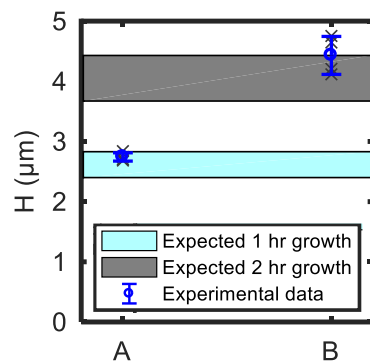 5
4
3
2
1
0
H (μm)
Expected 1 hr growth
Expected 2 hr growth
Experimental data
A
B